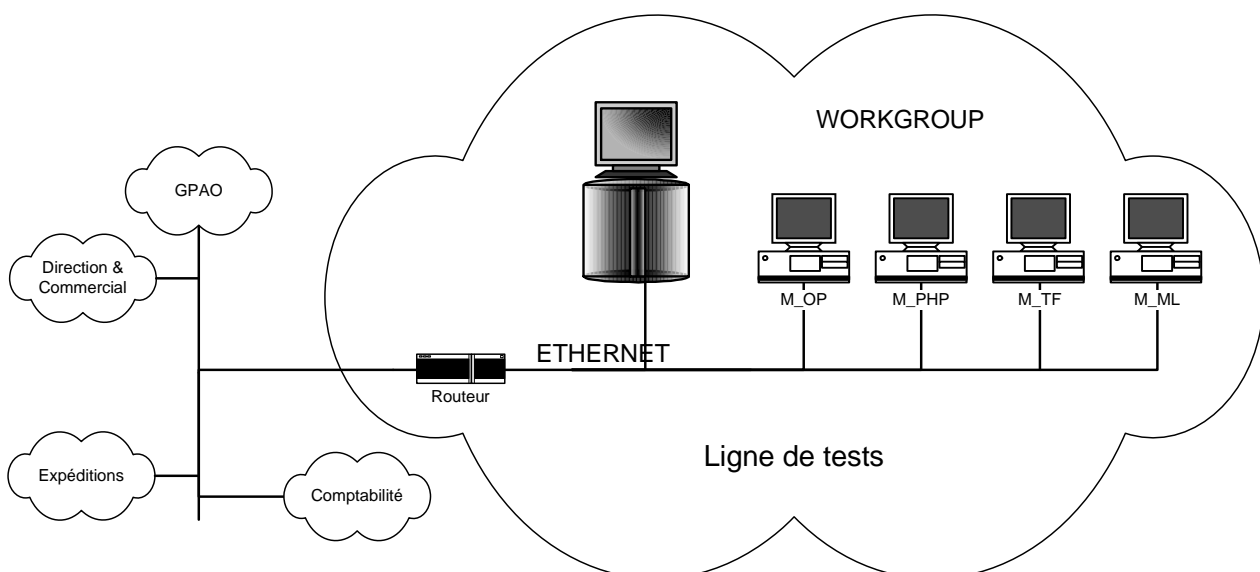 WORKGROUP
GPAO
Direction &
Commercial
M_OP
M_PHP
M_TF
M_ML
ETHERNET
Routeur
Ligne de tests
Expéditions
Comptabilité